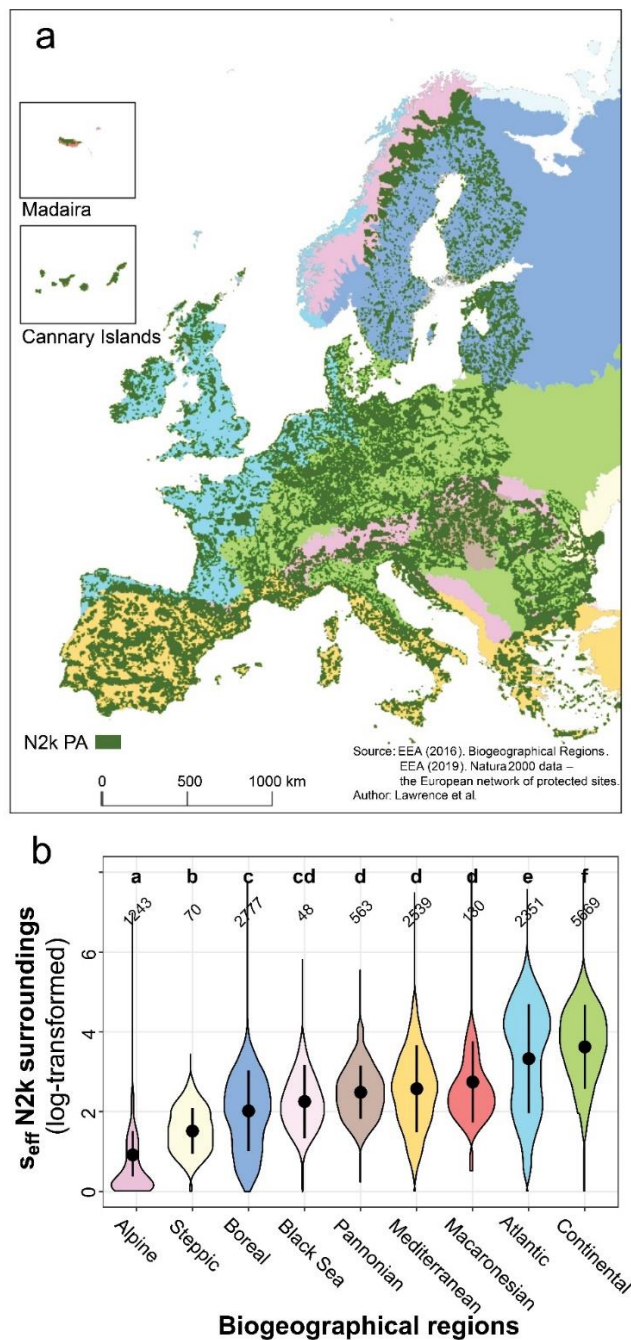 a
Madaira
Cannary Islands
N2k PA
0 500 1000 km
Source: EEA (2016). Biogeographical Regions.
EEA (2019). Natura 2000 data –
the European network of protected sites.
Author: Lawrence et al.
b
a b c cd d d d e f
1243 70 2777 48 563 2539 130 2351 5669
6
4
2
0
seff N2k surroundings
(log-transformed)
Alpine
Steppic
Boreal
Black Sea
Pannonian
Mediterranean
Macaronesian
Atlantic
Continental
Biogeographical regions